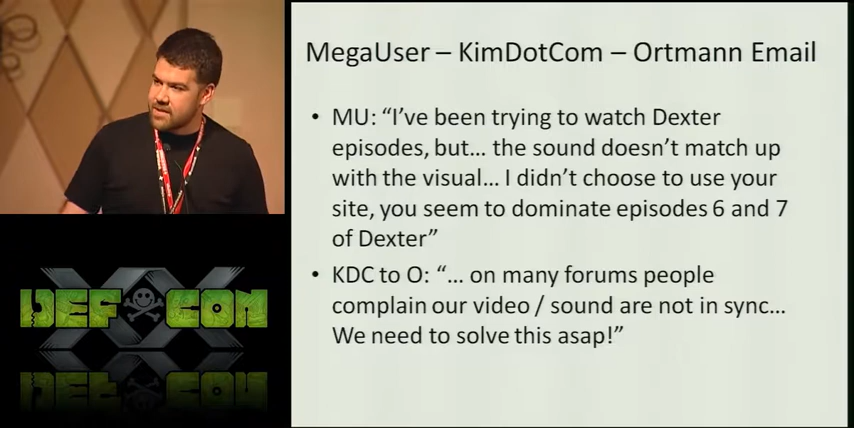 MegaUser – KimDotCom – Ortmann Email
• MU: “I’ve been trying to watch Dexter
episodes, but… the sound doesn’t match up
with the visual… I didn’t choose to use your
site, you seem to dominate episodes 6 and 7
of Dexter”
• KDC to O: “… on many forums people
complain our video / sound are not in sync…
We need to solve this asap!”
XX
DEF CON